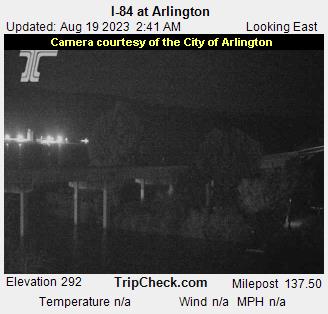 I-84 at Arlington
Updated: Aug 19 2023 2:41 AM Looking East
Camera courtesy of the City of Arlington
Elevation 292 TripCheck.com Milepost 137.50
Temperature n/a Wind n/a MPH n/a